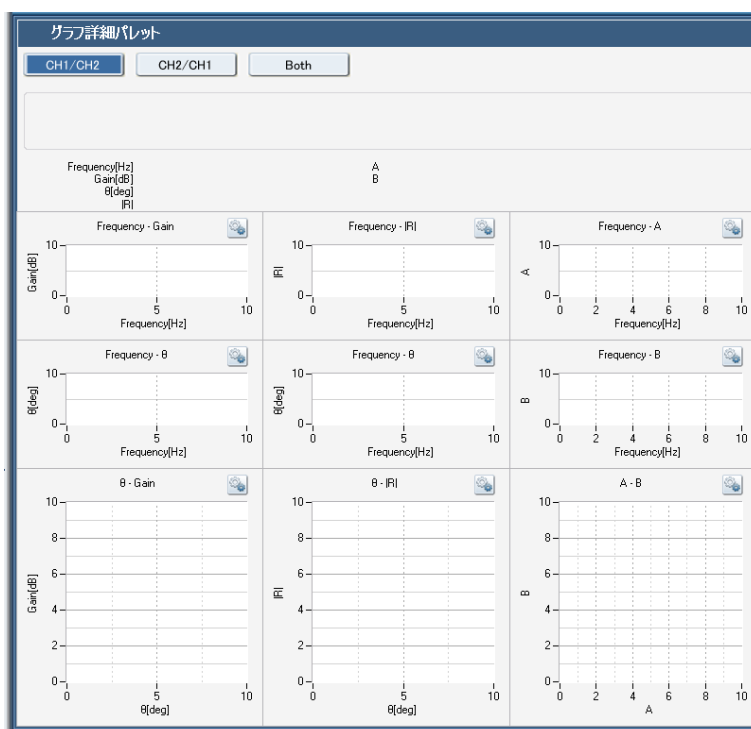 グラフ詳細パレット
CH1/CH2 CH2/CH1 Both
Frequency[Hz] A
Gain[dB] B
θ[deg]
|R|
Frequency - Gain Frequency - |R| Frequency - A
10 10 10
Gain[dB] |R| A
0 0 0
0 5 10 0 5 10 0 2 4 6 8 10
Frequency[Hz] Frequency[Hz] Frequency[Hz]
Frequency - θ Frequency - θ Frequency - B
10 10 10
θ[deg] θ[deg] B
0 0 0
0 5 10 0 5 10 0 2 4 6 8 10
Frequency[Hz] Frequency[Hz] Frequency[Hz]
θ - Gain θ - |R| A - B
10 10 10
8 8 8
6 6 6
Gain[dB] |R| B
4 4 4
2 2 2
0 0 0
0 5 10 0 5 10 0 2 4 6 8 10
θ[deg] θ[deg] A